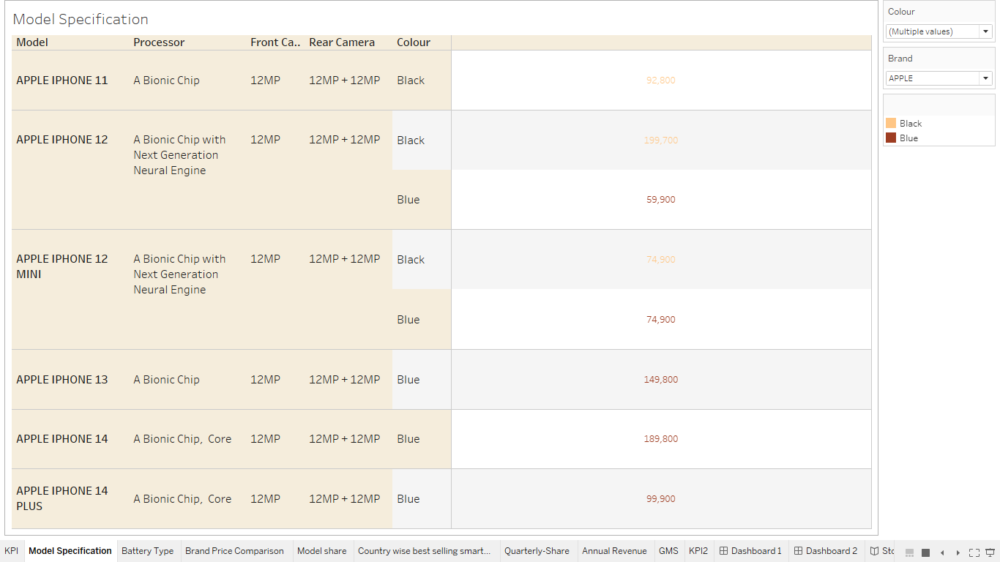 Model Specification
Model Processor Front Ca.. Rear Camera Colour
APPLE IPHONE 11 A Bionic Chip 12MP 12MP + 12MP Black 92,800
APPLE IPHONE 12 A Bionic Chip with 12MP 12MP + 12MP Black 199,700
Next Generation
Neural Engine
Blue 59,900
APPLE IPHONE 12 A Bionic Chip with 12MP 12MP + 12MP Black 74,900
MINI Next Generation
Neural Engine
Blue 74,900
APPLE IPHONE 13 A Bionic Chip 12MP 12MP + 12MP Blue 149,800
APPLE IPHONE 14 A Bionic Chip, Core 12MP 12MP + 12MP Blue 189,800
APPLE IPHONE 14
PLUS A Bionic Chip, Core 12MP 12MP + 12MP Blue 99,900
Colour
(Multiple values)
Brand
APPLE
Black
Blue
KPI Model Specification Battery Type Brand Price Comparison Model share Country wise best selling smart... Quarterly-Share Annual Revenue GMS KPI2 Dashboard 1 Dashboard 2 Sto